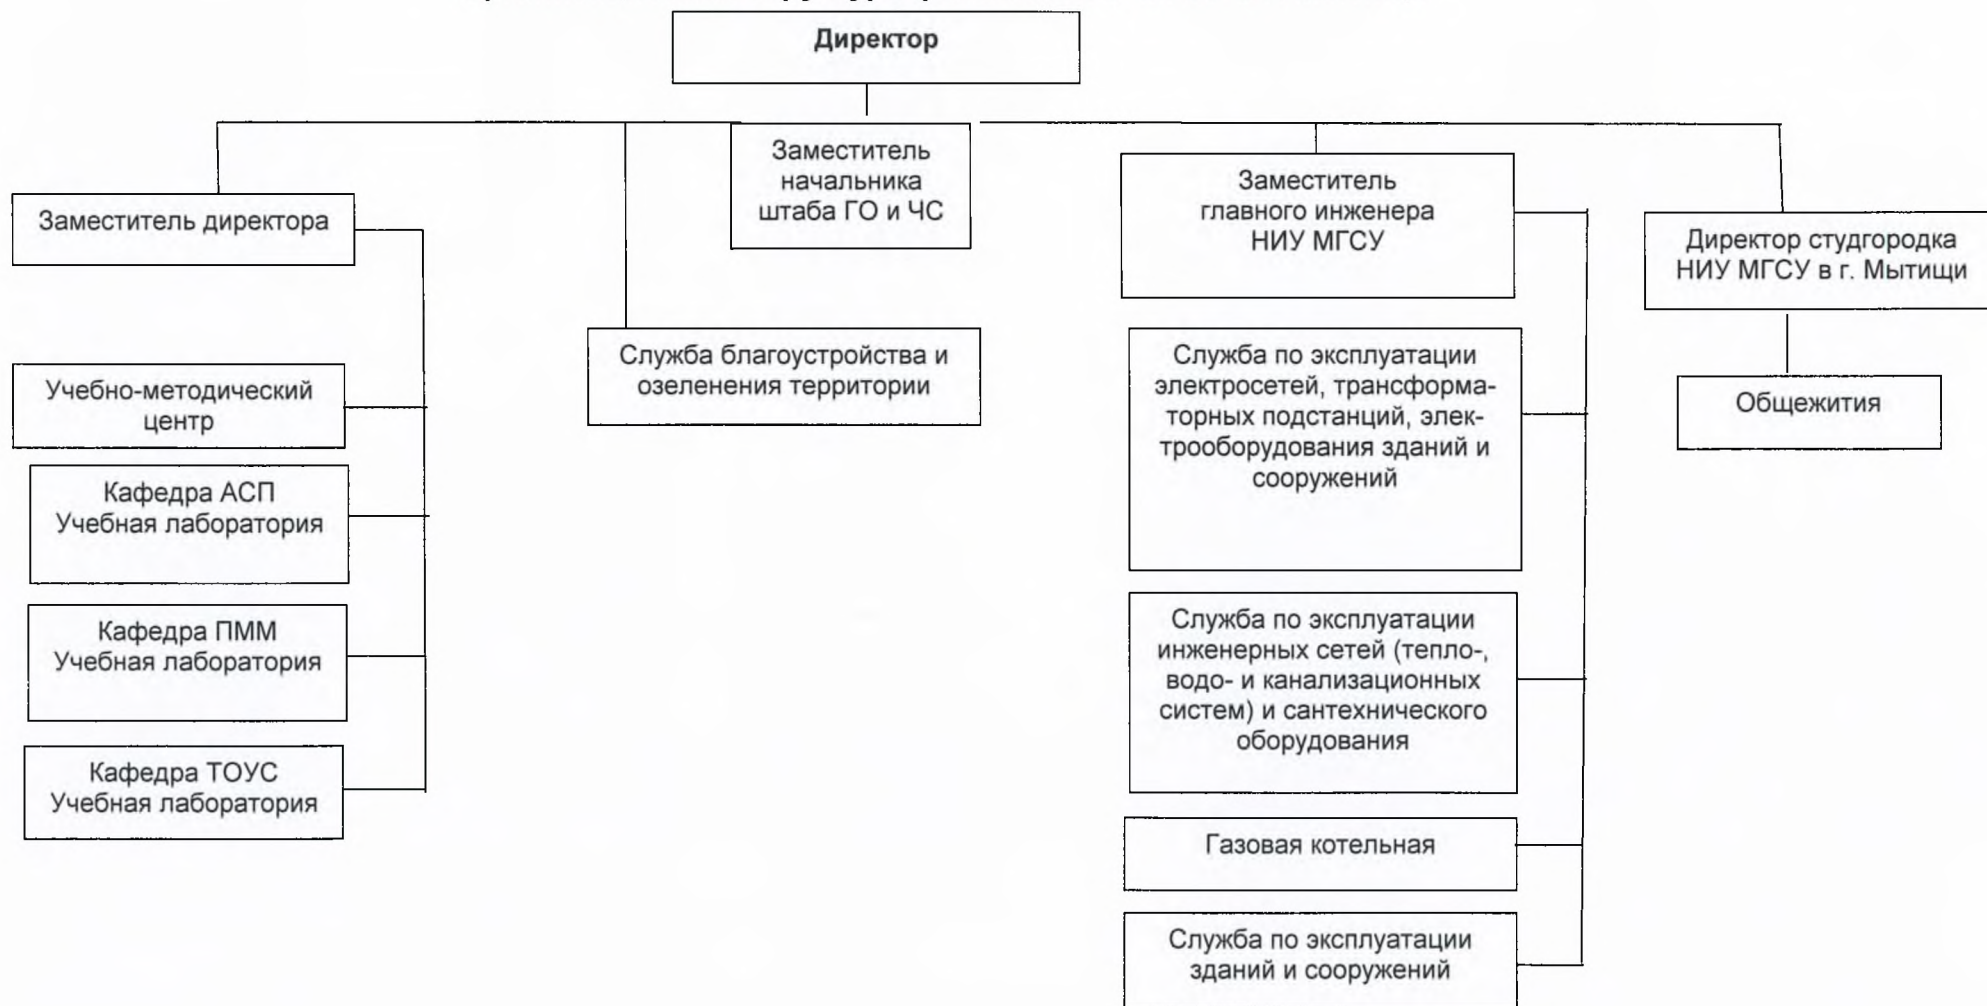 Директор
Заместитель
начальника
штаба ГО и ЧС
Заместитель
главного инженера
НИУ МГСУ
Заместитель директора
Директор студгородка
НИУ МГСУ в г. Мытищи
Служба благоустройства и
озеленения территории
Учебно-методический
центр
Кафедра АСП
Учебная лаборатория
Кафедра ПММ
Учебная лаборатория
Кафедра ТОУС
Учебная лаборатория
Служба по эксплуатации
электросетей, трансформа-
торных подстанций, элек-
трооборудования зданий и
сооружений
Служба по эксплуатации
инженерных сетей (тепло-,
водо- и канализационных
систем) и сантехнического
оборудования
Газовая котельная
Служба по эксплуатации
зданий и сооружений
Общежития